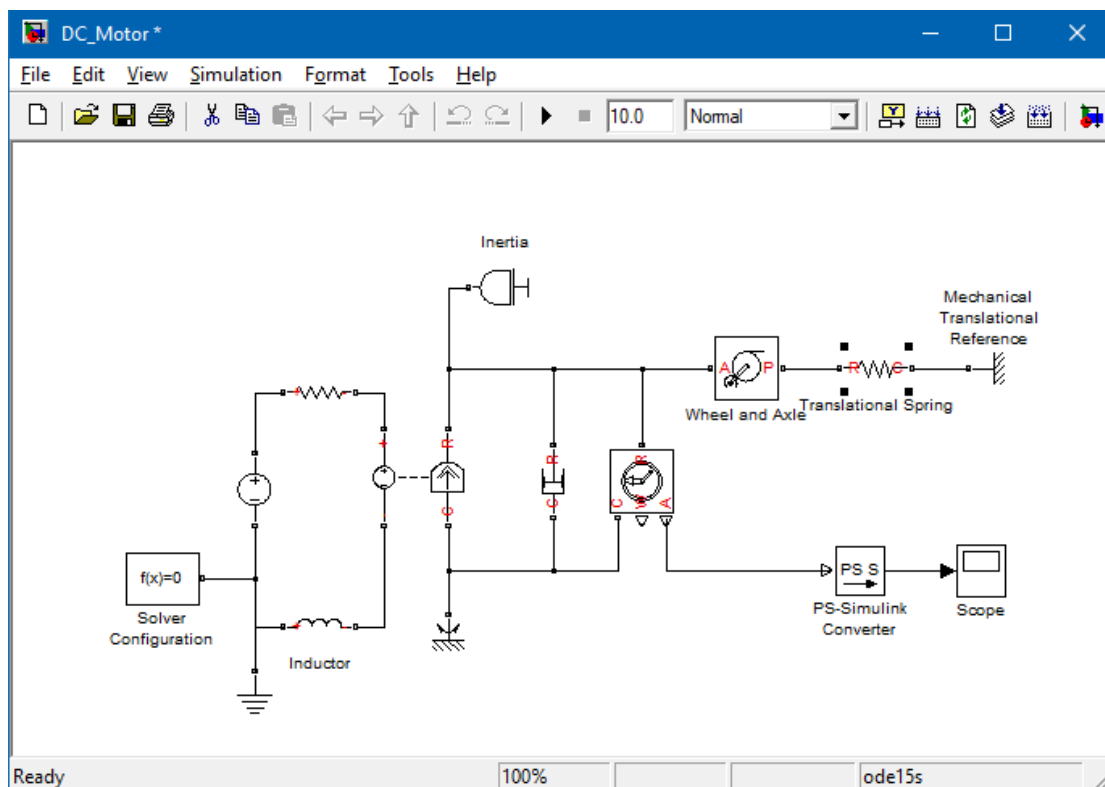 DC_Motor *
File Edit View Simulation Format Tools Help
10.0 Normal
Inertia
Mechanical
Translational
Reference
A P
R C
Wheel and Axle
Translational Spring
+ -
+
R
R
R
+
-
C
C
C W A
f(x)=0
Solver
Configuration
Inductor
PS S
PS-Simulink
Converter
Scope
Ready 100% ode15s